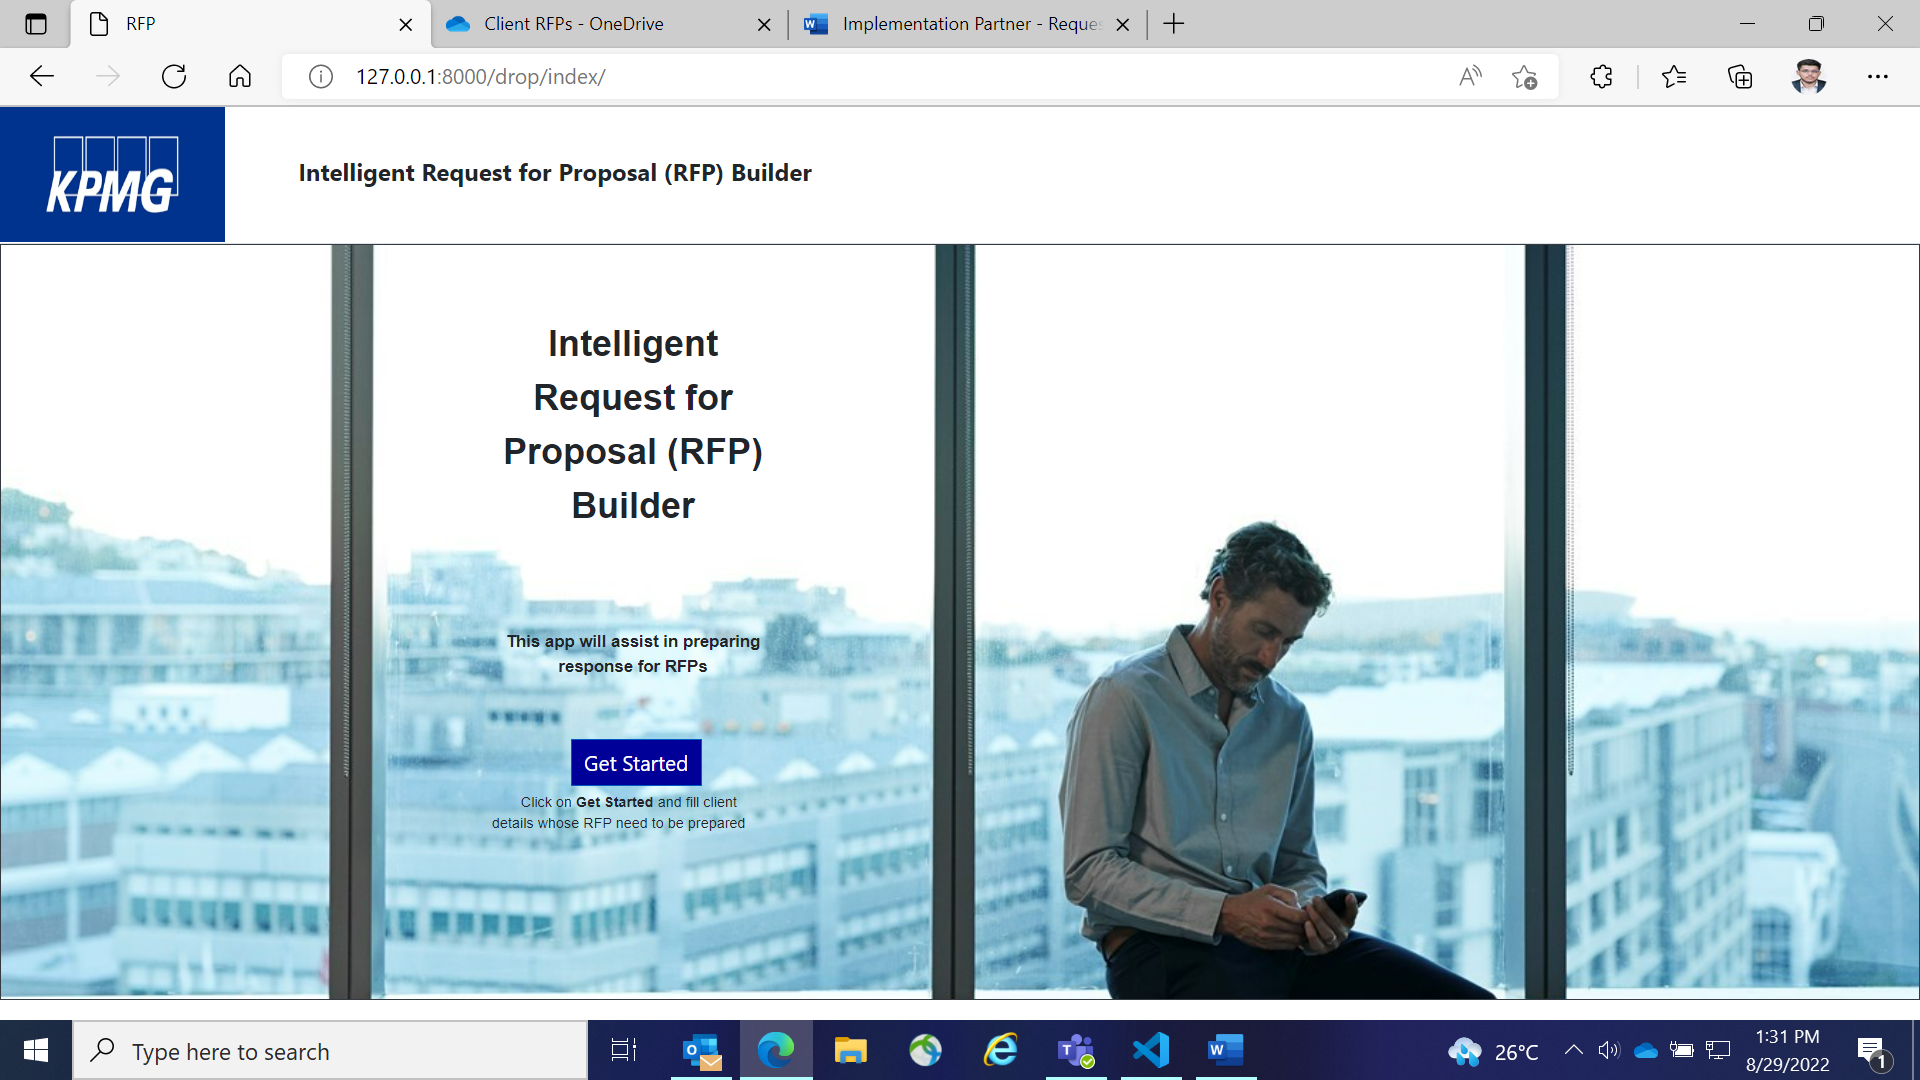 RFP
Client RFPs - OneDrive
Implementation Partner - Reques
127.0.0.1:8000/drop/index/
KPMG
Intelligent Request for Proposal (RFP) Builder
Intelligent
Request for
Proposal (RFP)
Builder
This app will assist in preparing
response for RFPs
Get Started
Click on Get Started and fill client
details whose RFP need to be prepared
Type here to search
26°C
1:31 PM
8/29/2022
1